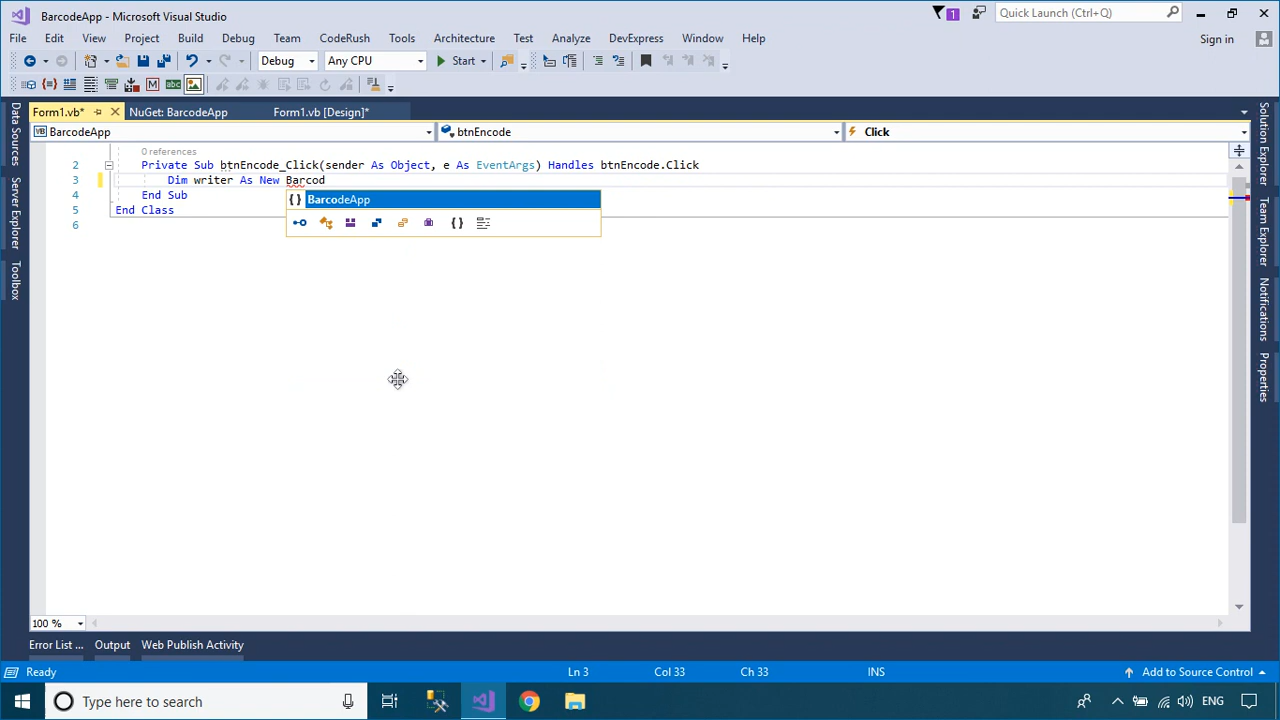 BarcodeApp - Microsoft Visual Studio
1
Quick Launch (Ctrl+Q)
File Edit View Project Build Debug Team CodeRush Tools Architecture Test Analyze DevExpress Window Help
Sign in
Debug Any CPU Start
abc
Form1.vb* NuGet: BarcodeApp Form1.vb [Design]*
BarcodeApp btnEncode Click
0 references
2 Private Sub btnEncode_Click(sender As Object, e As EventArgs) Handles btnEncode.Click
3 Dim writer As New Barcod
4 End Sub
BarcodeApp
5 End Class
6
Data Sources
Server Explorer
Toolbox
Solution Explorer
Team Explorer
Notifications
Properties
100 %
Error List ... Output Web Publish Activity
Ready Ln 3 Col 33 Ch 33 INS Add to Source Control
Type here to search
ENG